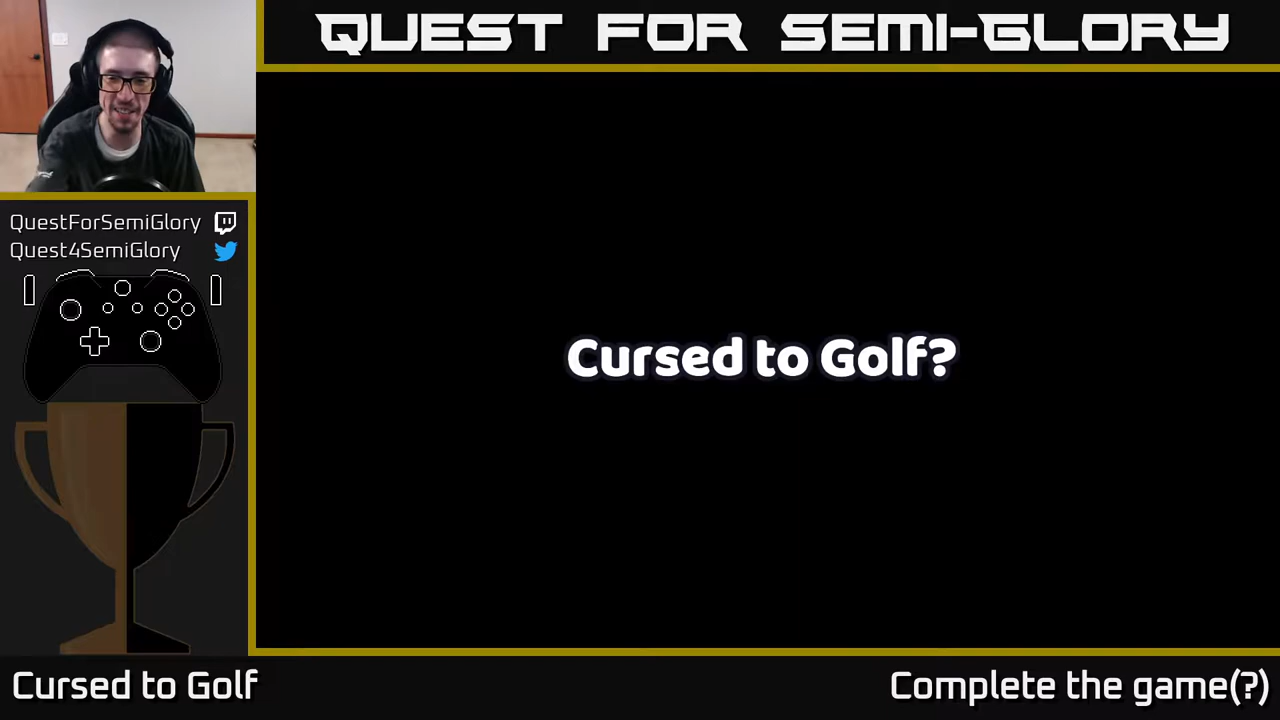 QUEST FOR SEMI-GLORY
QuestForSemiGlory
Quest4SemiGlory
Cursed to Golf?
Cursed to Golf
Complete the game(?)